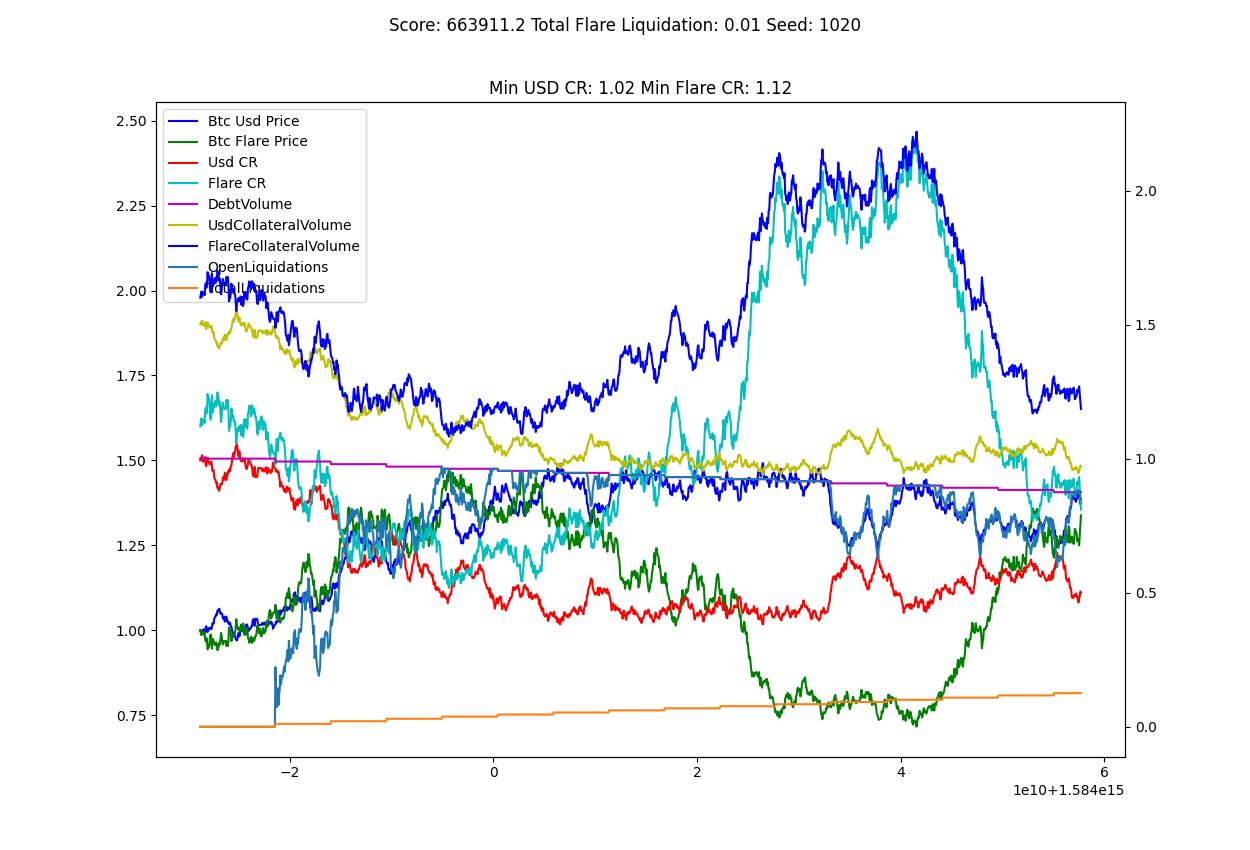 Score: 663911.2 Total Flare Liquidation: 0.01 Seed: 1020
Min USD CR: 1.02 Min Flare CR: 1.12
Btc Usd Price
Btc Flare Price
Usd CR
Flare CR
DebtVolume
UsdCollateralVolume
FlareCollateralVolume
OpenLiquidations
TotalLiquidations
2.50
2.25
2.00
1.75
1.50
1.25
1.00
0.75
2.0
1.5
1.0
0.5
0.0
−2
0
2
4
6
1e10+1.584e15